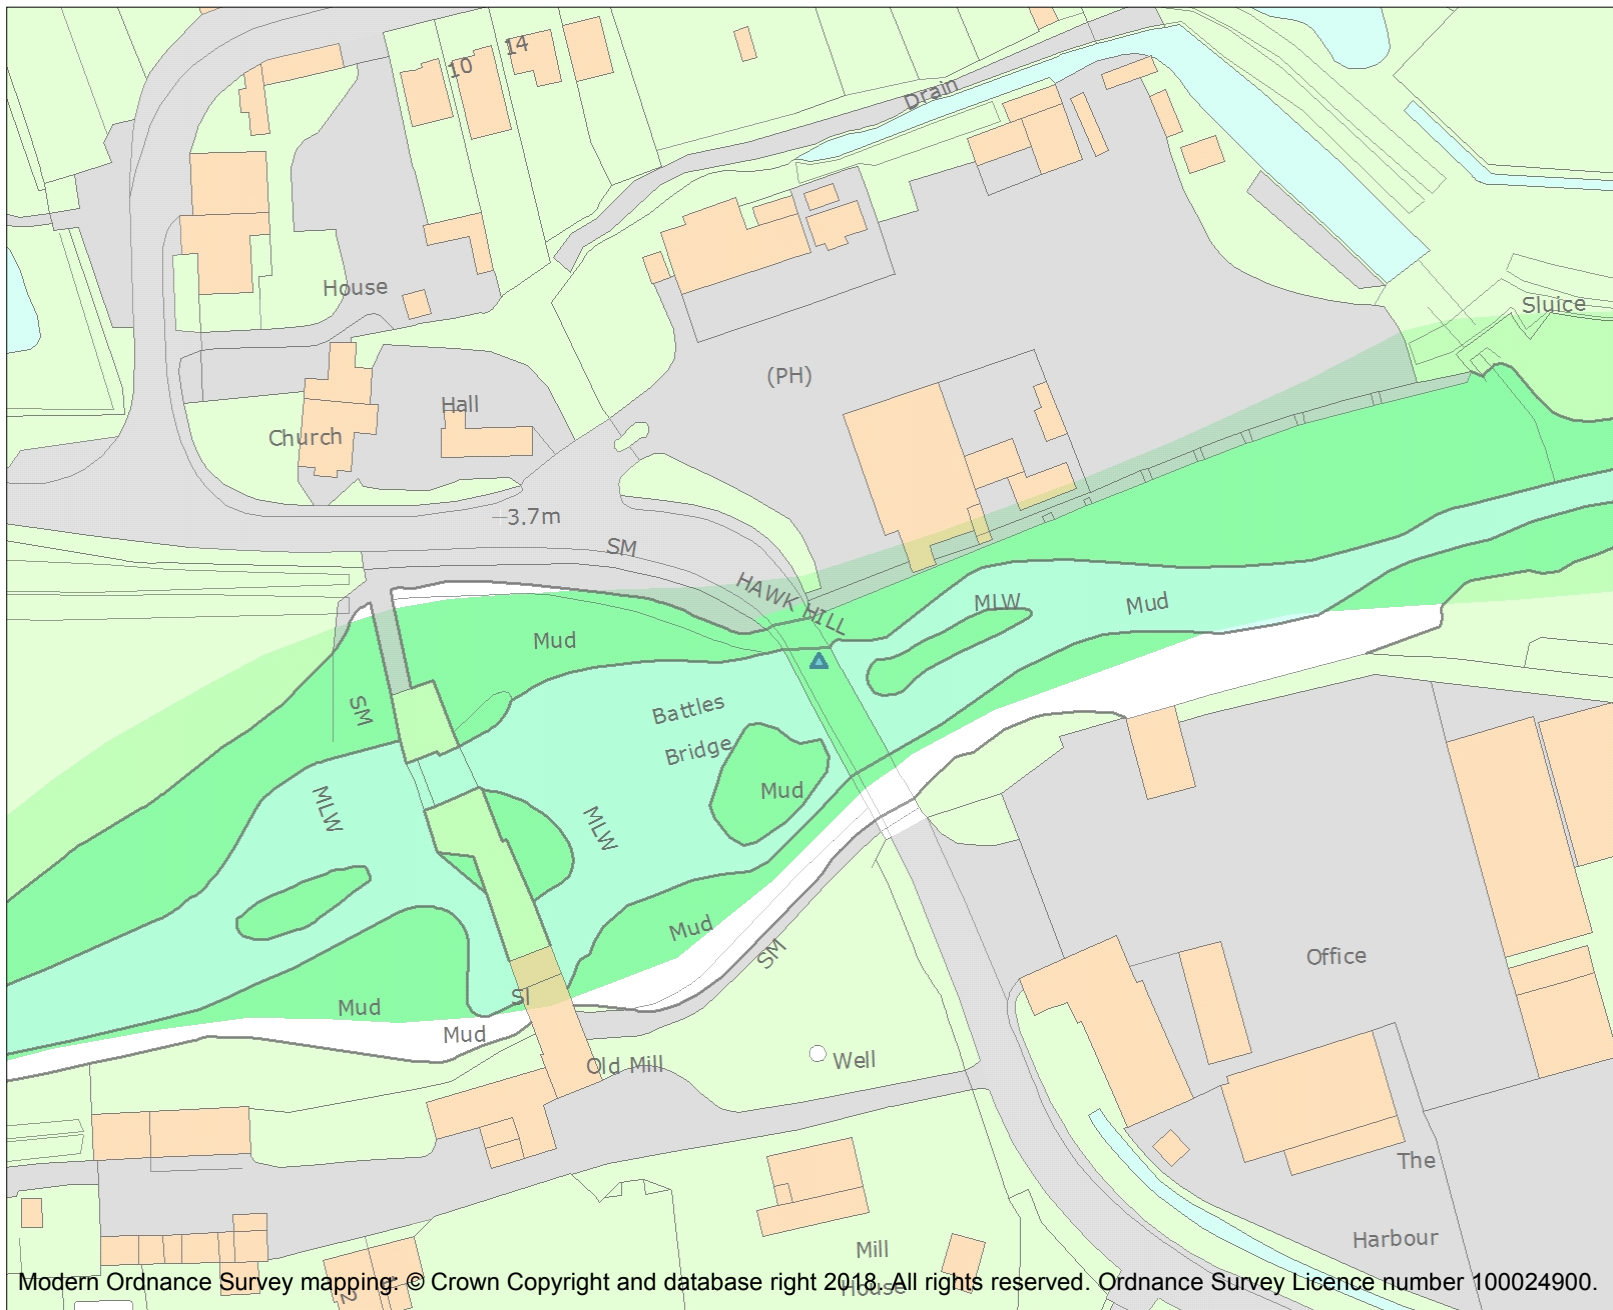 14
10
Drain
House
Sluice
(PH)
Hall
Church
3.7m
SM
HAWK HILL
MLW
Mud
Mud
SM
Battles
Bridge
Mud
MLW
MLW
Mud
SM
Office
Sl
Mud
Mud
Old Mill
Well
The
Harbour
Mill
House
2
Modern Ordnance Survey mapping: © Crown Copyright and database right 2018. All rights reserved. Ordnance Survey Licence number 100024900.